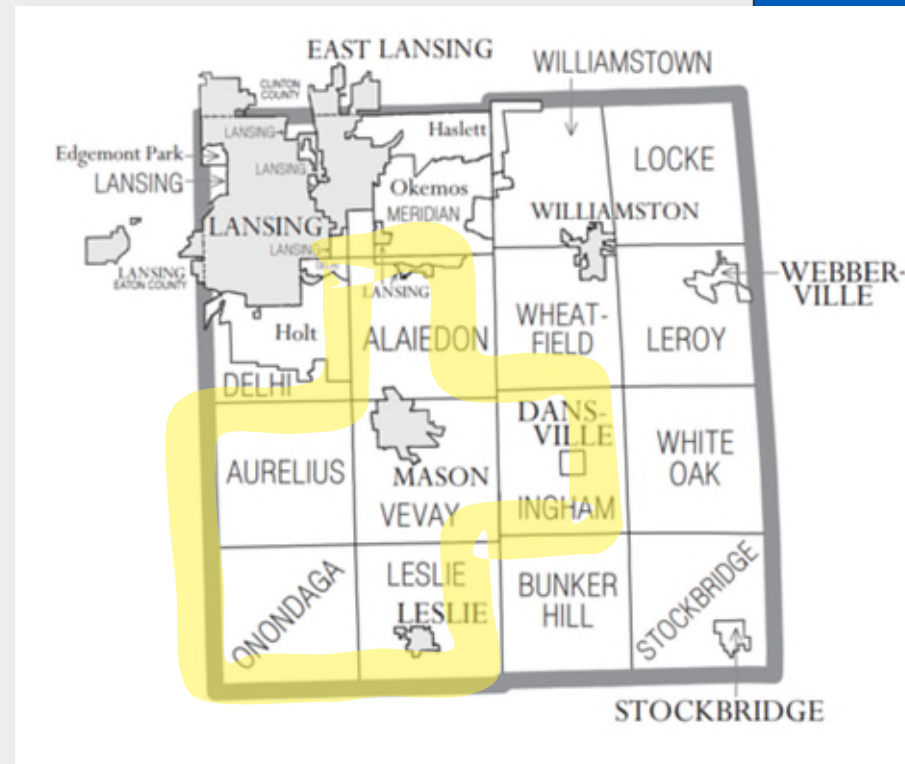 EAST LANSING
WILLIAMSTOWN
CLINTON
COUNTY
LANSING
Haslett
Edgemont Park
LANSING
LANSING
LOCKE
Okemos
MERIDIAN
WILLIAMSTON
LANSING
LANSING
LANSING
EATON COUNTY
LANSING
WEBBER-
VILLE
Holt
ALAIEDON
WHEAT-
FIELD
LEROY
DELHI
DANS-
VILLE
WHITE
OAK
AURELIUS
MASON
VEVAY
INGHAM
ONONDAGA
LESLIE
LESLIE
BUNKER
HILL
STOCKBRIDGE
STOCKBRIDGE